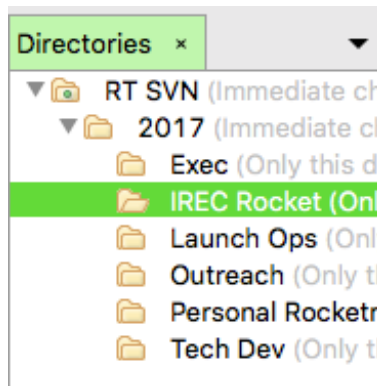 Directories ×
RT SVN (Immediate ch
2017 (Immediate c
Exec (Only this d
IREC Rocket (Onl
Launch Ops (Onl
Outreach (Only t
Personal Rocketr
Tech Dev (Only t